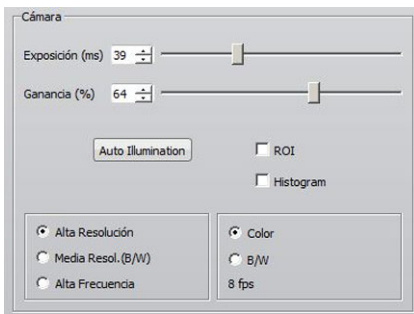 Cámara
Exposición (ms) 39
Ganancia (%) 64
Auto Illumination
ROI
Histogram
Alta Resolución
Media Resol.(B/W)
Alta Frecuencia
Color
B/W
8 fps